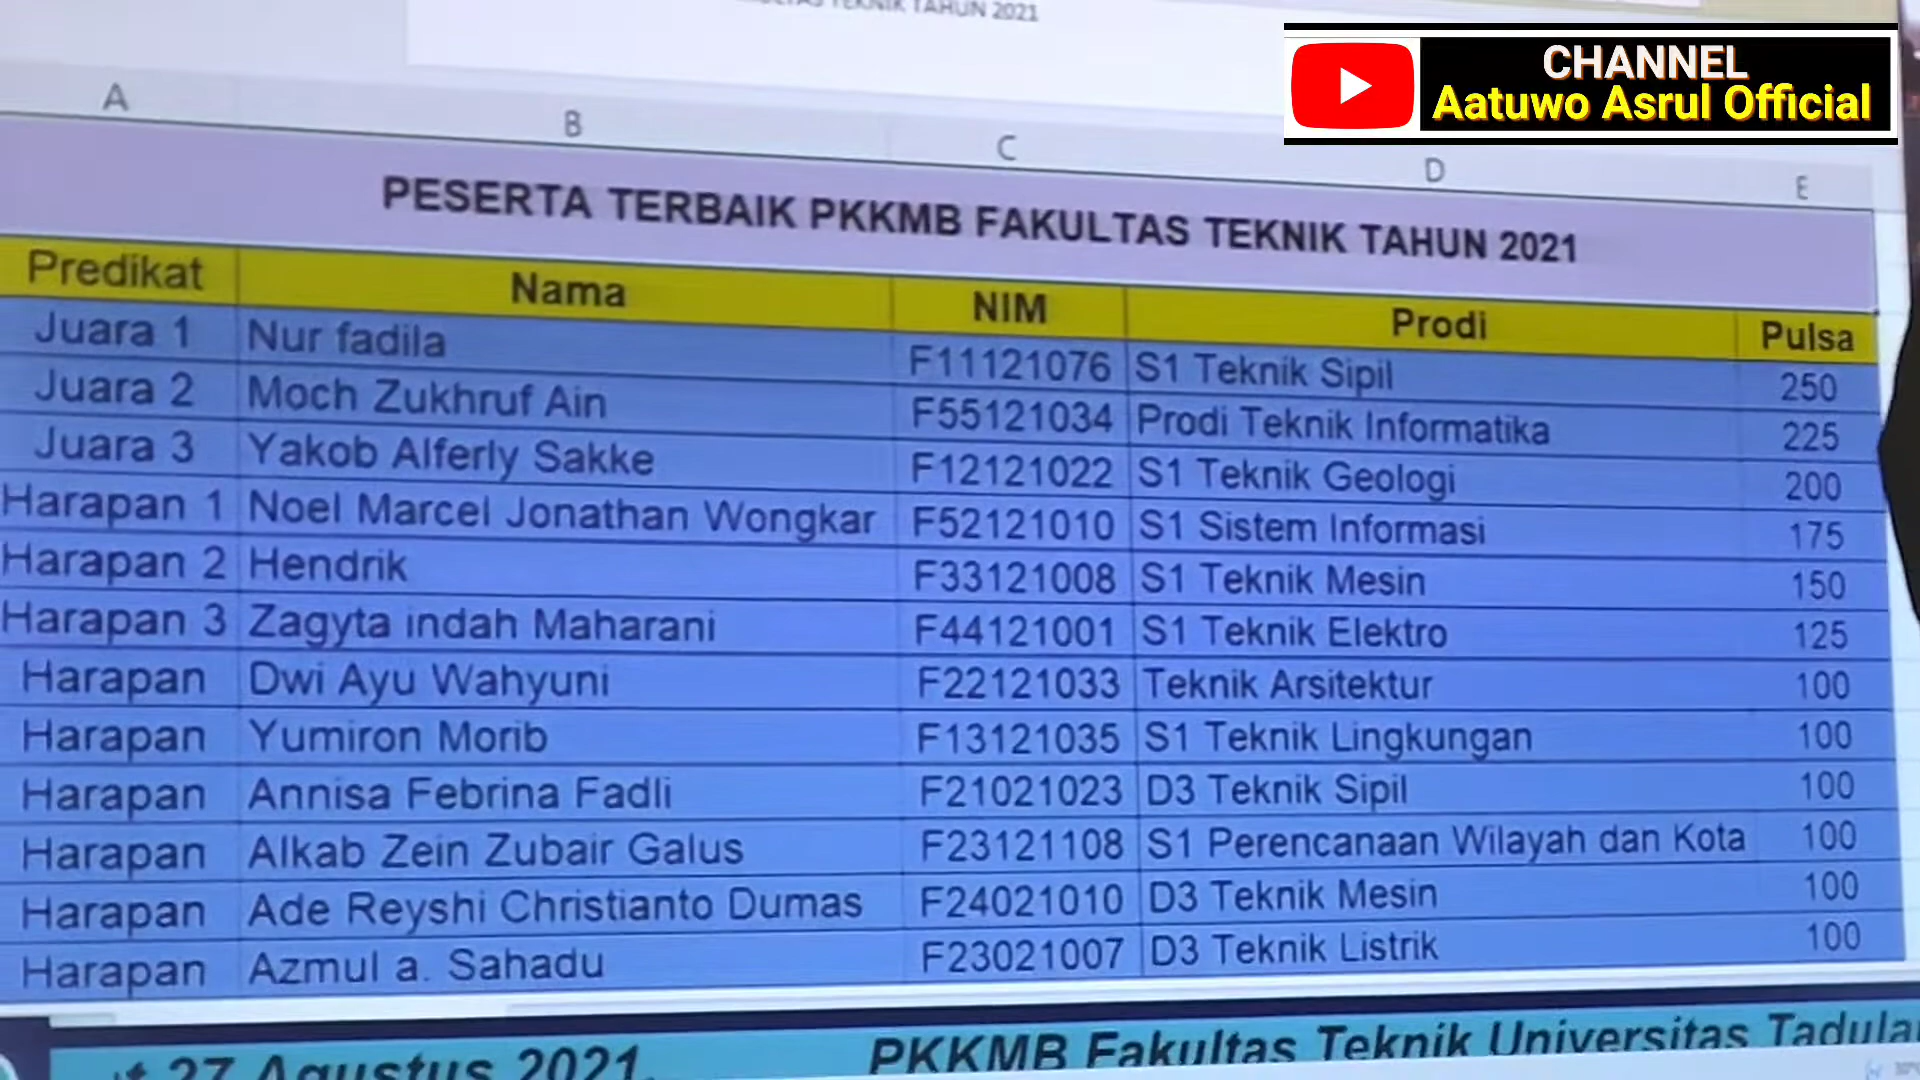 TEKNIK TAHUN 2021
CHANNEL
Aatuwo Asrul Official
A B C D E
PESERTA TERBAIK PKKMB FAKULTAS TEKNIK TAHUN 2021
Predikat Nama NIM Prodi Pulsa
Juara 1 Nur fadila F11121076 S1 Teknik Sipil 250
Juara 2 Moch Zukhruf Ain F55121034 Prodi Teknik Informatika 225
Juara 3 Yakob Alferly Sakke F12121022 S1 Teknik Geologi 200
Harapan 1 Noel Marcel Jonathan Wongkar F52121010 S1 Sistem Informasi 175
Harapan 2 Hendrik F33121008 S1 Teknik Mesin 150
Harapan 3 Zagyta indah Maharani F44121001 S1 Teknik Elektro 125
Harapan Dwi Ayu Wahyuni F22121033 Teknik Arsitektur 100
Harapan Yumiron Morib F13121035 S1 Teknik Lingkungan 100
Harapan Annisa Febrina Fadli F21021023 D3 Teknik Sipil 100
Harapan Alkab Zein Zubair Galus F23121108 S1 Perencanaan Wilayah dan Kota 100
Harapan Ade Reyshi Christianto Dumas F24021010 D3 Teknik Mesin 100
Harapan Azmul a. Sahadu F23021007 D3 Teknik Listrik 100
27 Agustus 2021. PKKMB Fakultas Teknik Universitas Tadula